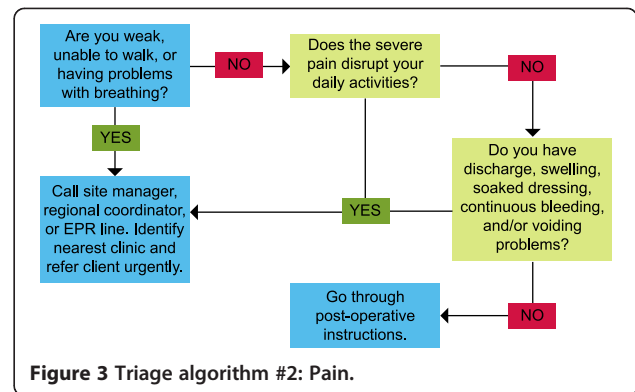 Are you weak,
unable to walk, or
having problems
with breathing?
NO
Does the severe
pain disrupt your
daily activities?
NO
YES
Call site manager,
regional coordinator,
or EPR line. Identify
nearest clinic and
refer client urgently.
YES
Do you have
discharge, swelling,
soaked dressing,
continuous bleeding,
and/or voiding
problems?
Go through
post-operative
instructions.
NO
Figure 3 Triage algorithm #2: Pain.